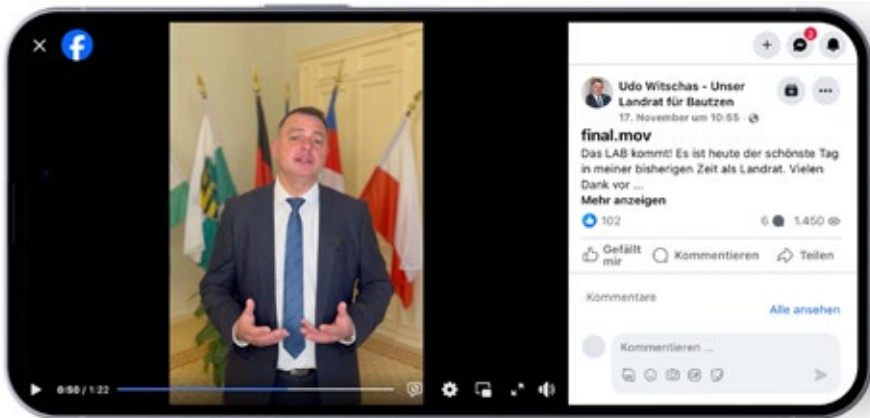 2
Udo Witschas - Unser
Landrat für Bautzen
17. November um 10:55
final.mov
Das LAB kommt! Es ist heute der schönste Tag
in meiner bisherigen Zeit als Landrat. Vielen
Dank vor ...
Mehr anzeigen
102 6 1.450
Gefällt
mir Kommentieren Teilen
Kommentare
Alle ansehen
Kommentieren ...
0:50 / 1:22